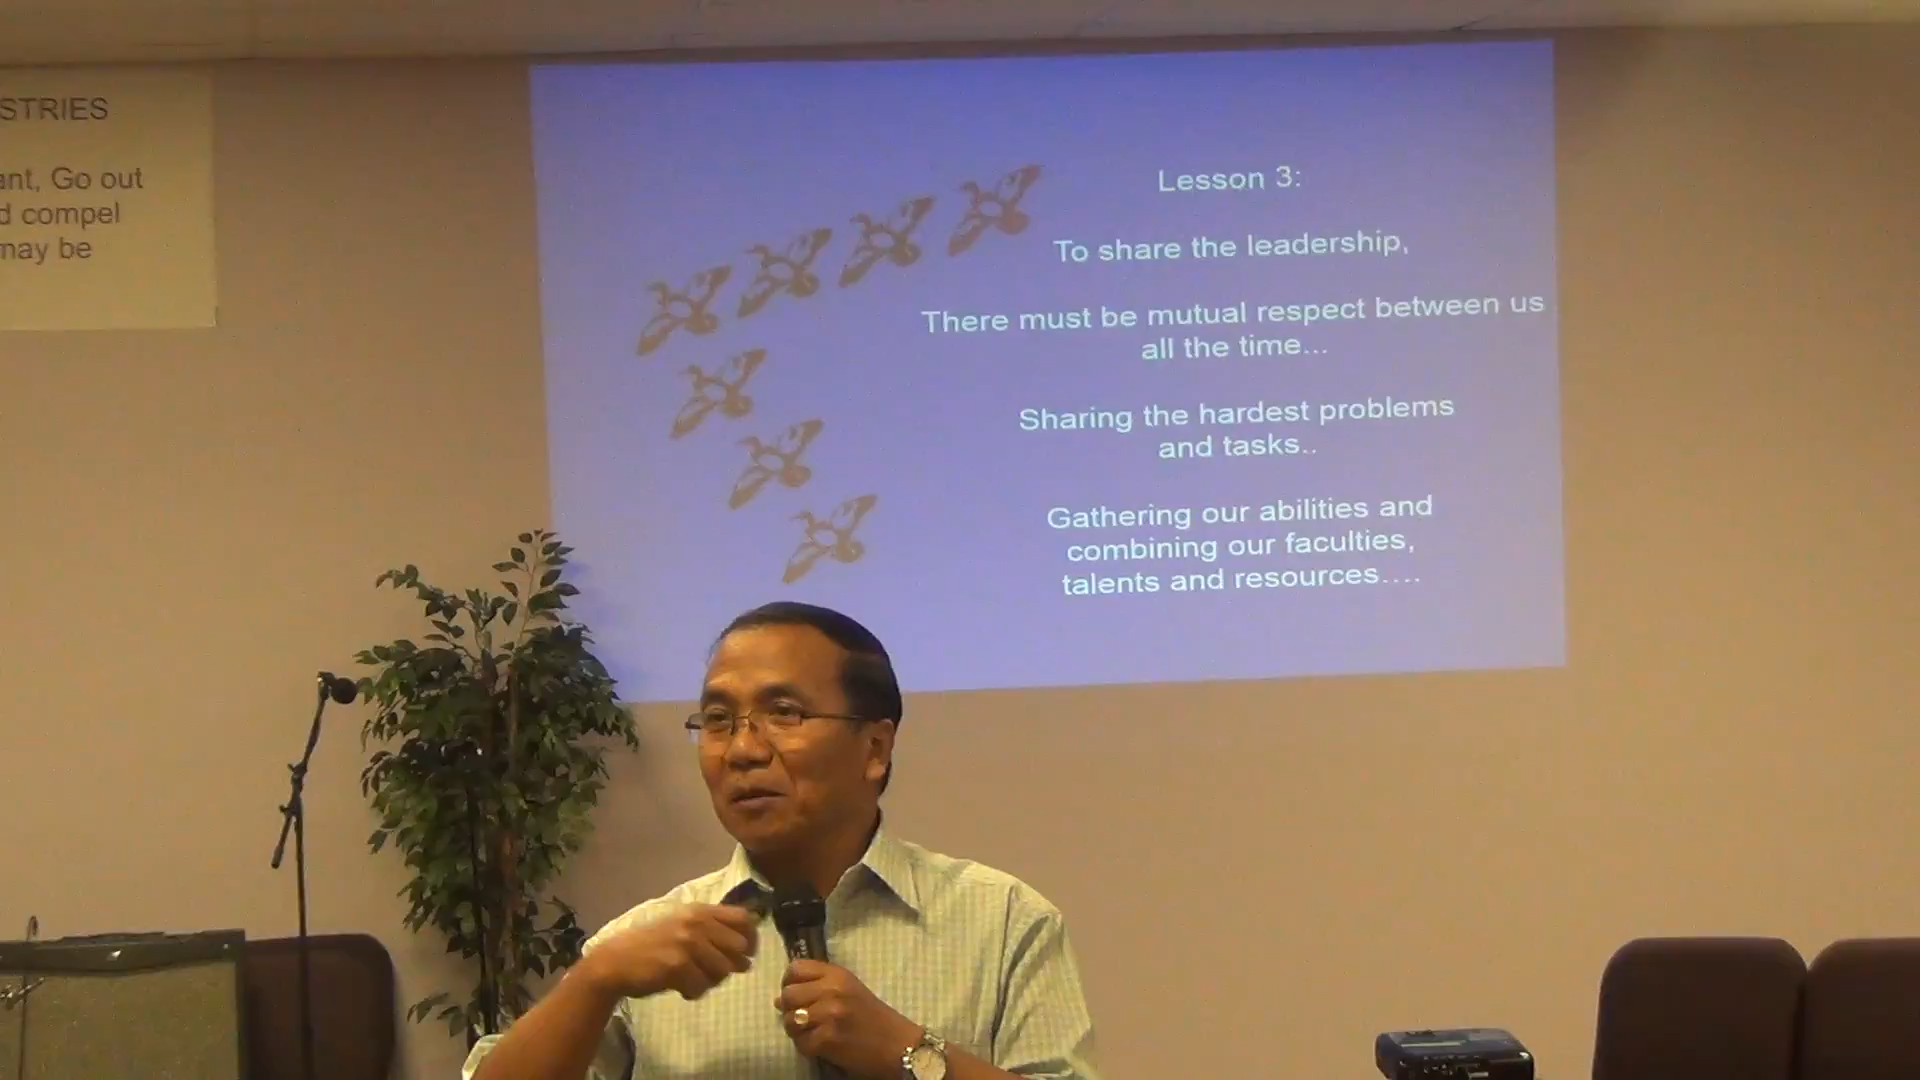 STRIES
ant, Go out
d compel
may be
Lesson 3:
To share the leadership,
There must be mutual respect between us
all the time...
Sharing the hardest problems
and tasks..
Gathering our abilities and
combining our faculties,
talents and resources....